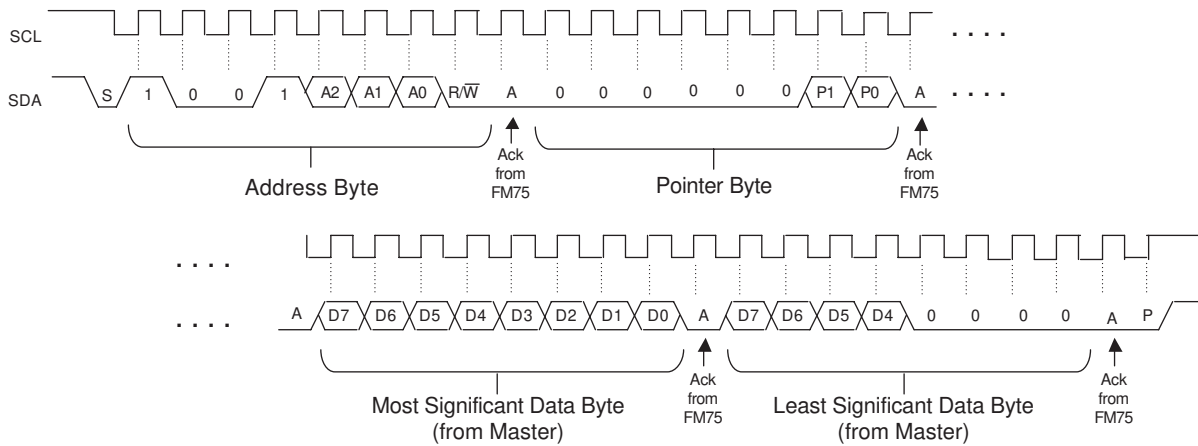 SCL
. . . .
SDA S 1 0 0 1 A2 A1 A0 R/W̅ A 0 0 0 0 0 0 P1 P0 A . . . .
Ack from FM75
Ack from FM75
Address Byte
Pointer Byte
. . . .
. . . . A D7 D6 D5 D4 D3 D2 D1 D0 A D7 D6 D5 D4 0 0 0 0 A P
Ack from FM75
Ack from FM75
Most Significant Data Byte
(from Master)
Least Significant Data Byte
(from Master)